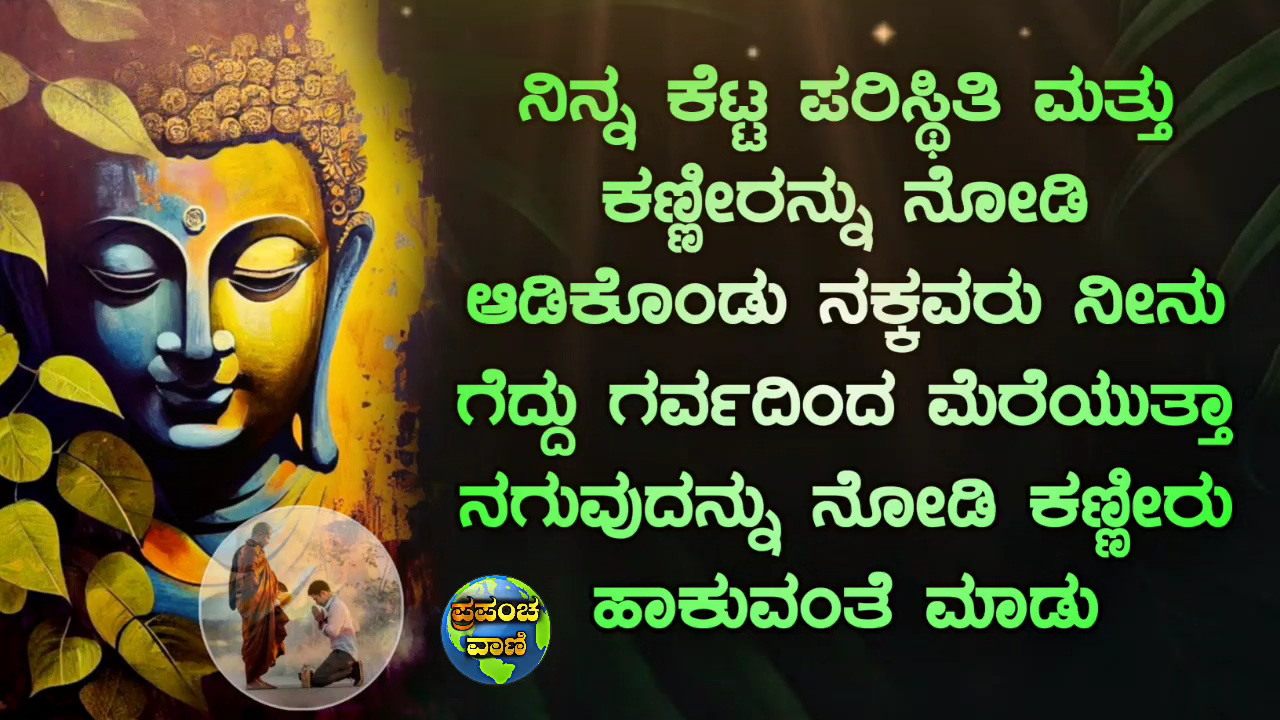 ನಿನ್ನ ಕೆಟ್ಟ ಪರಿಸ್ಥಿತಿ ಮತ್ತು
ಕಣ್ಣೀರನ್ನು ನೋಡಿ
ಆಡಿಕೊಂಡು ನಕ್ಕವರು ನೀನು
ಗೆದ್ದು ಗರ್ವದಿಂದ ಮೆರೆಯುತ್ತಾ
ನಗುವುದನ್ನು ನೋಡಿ ಕಣ್ಣೀರು
ಹಾಕುವಂತೆ ಮಾಡು
ಪ್ರಪಂಚ
ವಾಣಿ